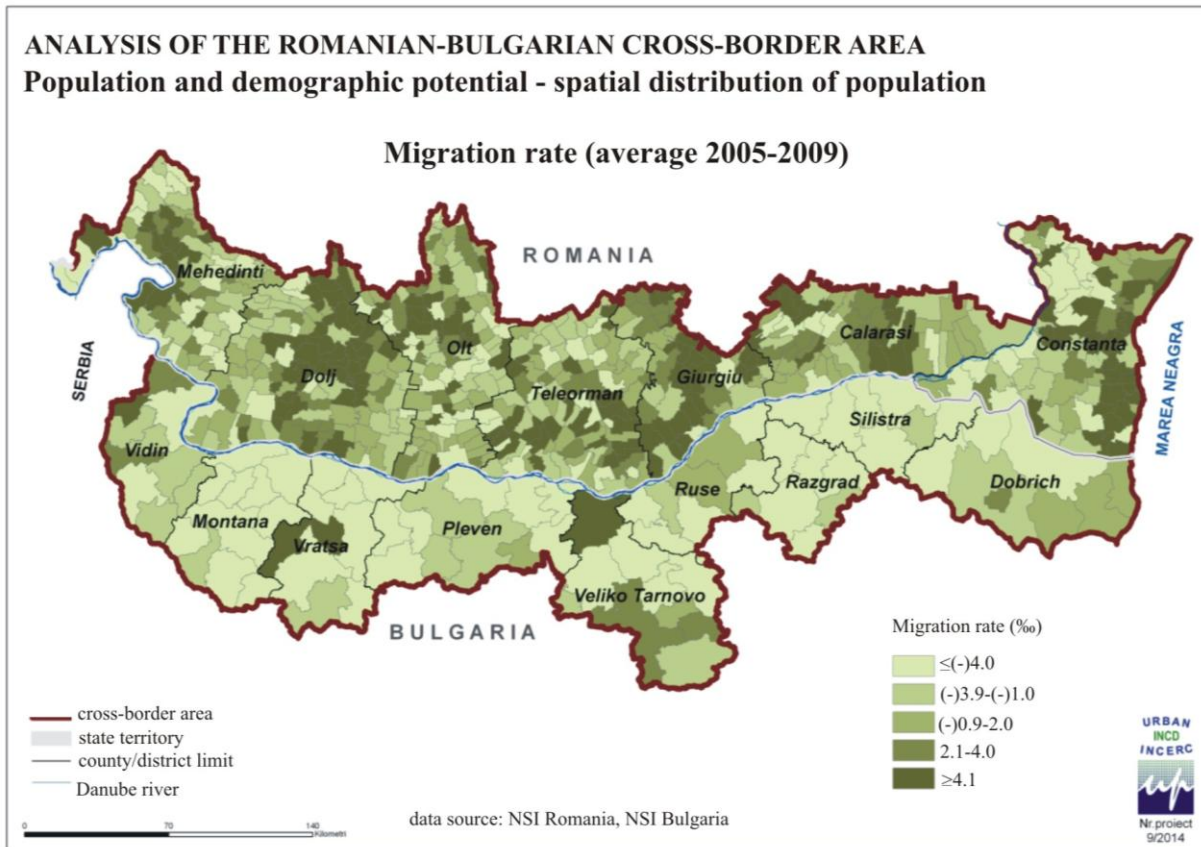 ANALYSIS OF THE ROMANIAN-BULGARIAN CROSS-BORDER AREA
Population and demographic potential - spatial distribution of population
Migration rate (average 2005-2009)
ROMANIA
Mehedinti
SERBIA
Dolj
Olt
Teleorman
Giurgiu
Calarasi
Constanta
MAREA NEAGRA
Vidin
Montana
Vratsa
Pleven
Ruse
Razgrad
Silistra
Dobrich
Veliko Tarnovo
BULGARIA
Migration rate (‰)
≤(-)4.0
(-)3.9-(-)1.0
(-)0.9-2.0
2.1-4.0
≥4.1
cross-border area
state territory
county/district limit
Danube river
0 70 140
Kilometri
data source: NSI Romania, NSI Bulgaria
URBAN
INCD
INCERC
up
Nr.proiect
9/2014